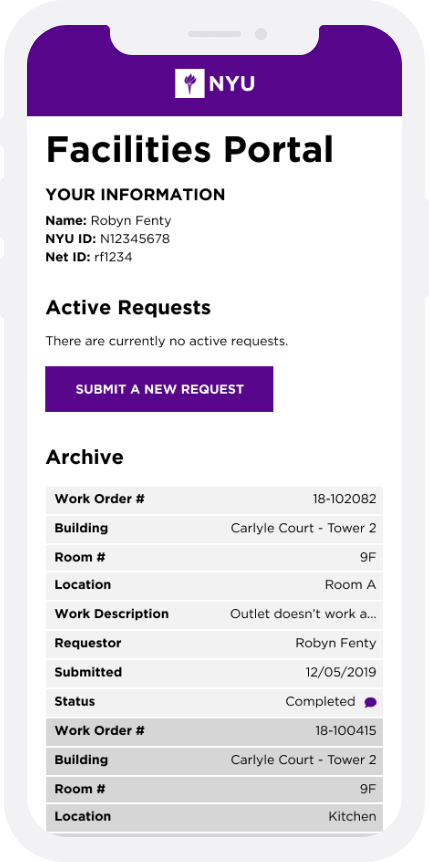 NYU
Facilities Portal
YOUR INFORMATION
Name: Robyn Fenty
NYU ID: N12345678
Net ID: rf1234
Active Requests
There are currently no active requests.
SUBMIT A NEW REQUEST
Archive
Work Order # 18-102082
Building Carlyle Court - Tower 2
Room # 9F
Location Room A
Work Description Outlet doesn't work a...
Requestor Robyn Fenty
Submitted 12/05/2019
Status Completed
Work Order # 18-100415
Building Carlyle Court - Tower 2
Room # 9F
Location Kitchen